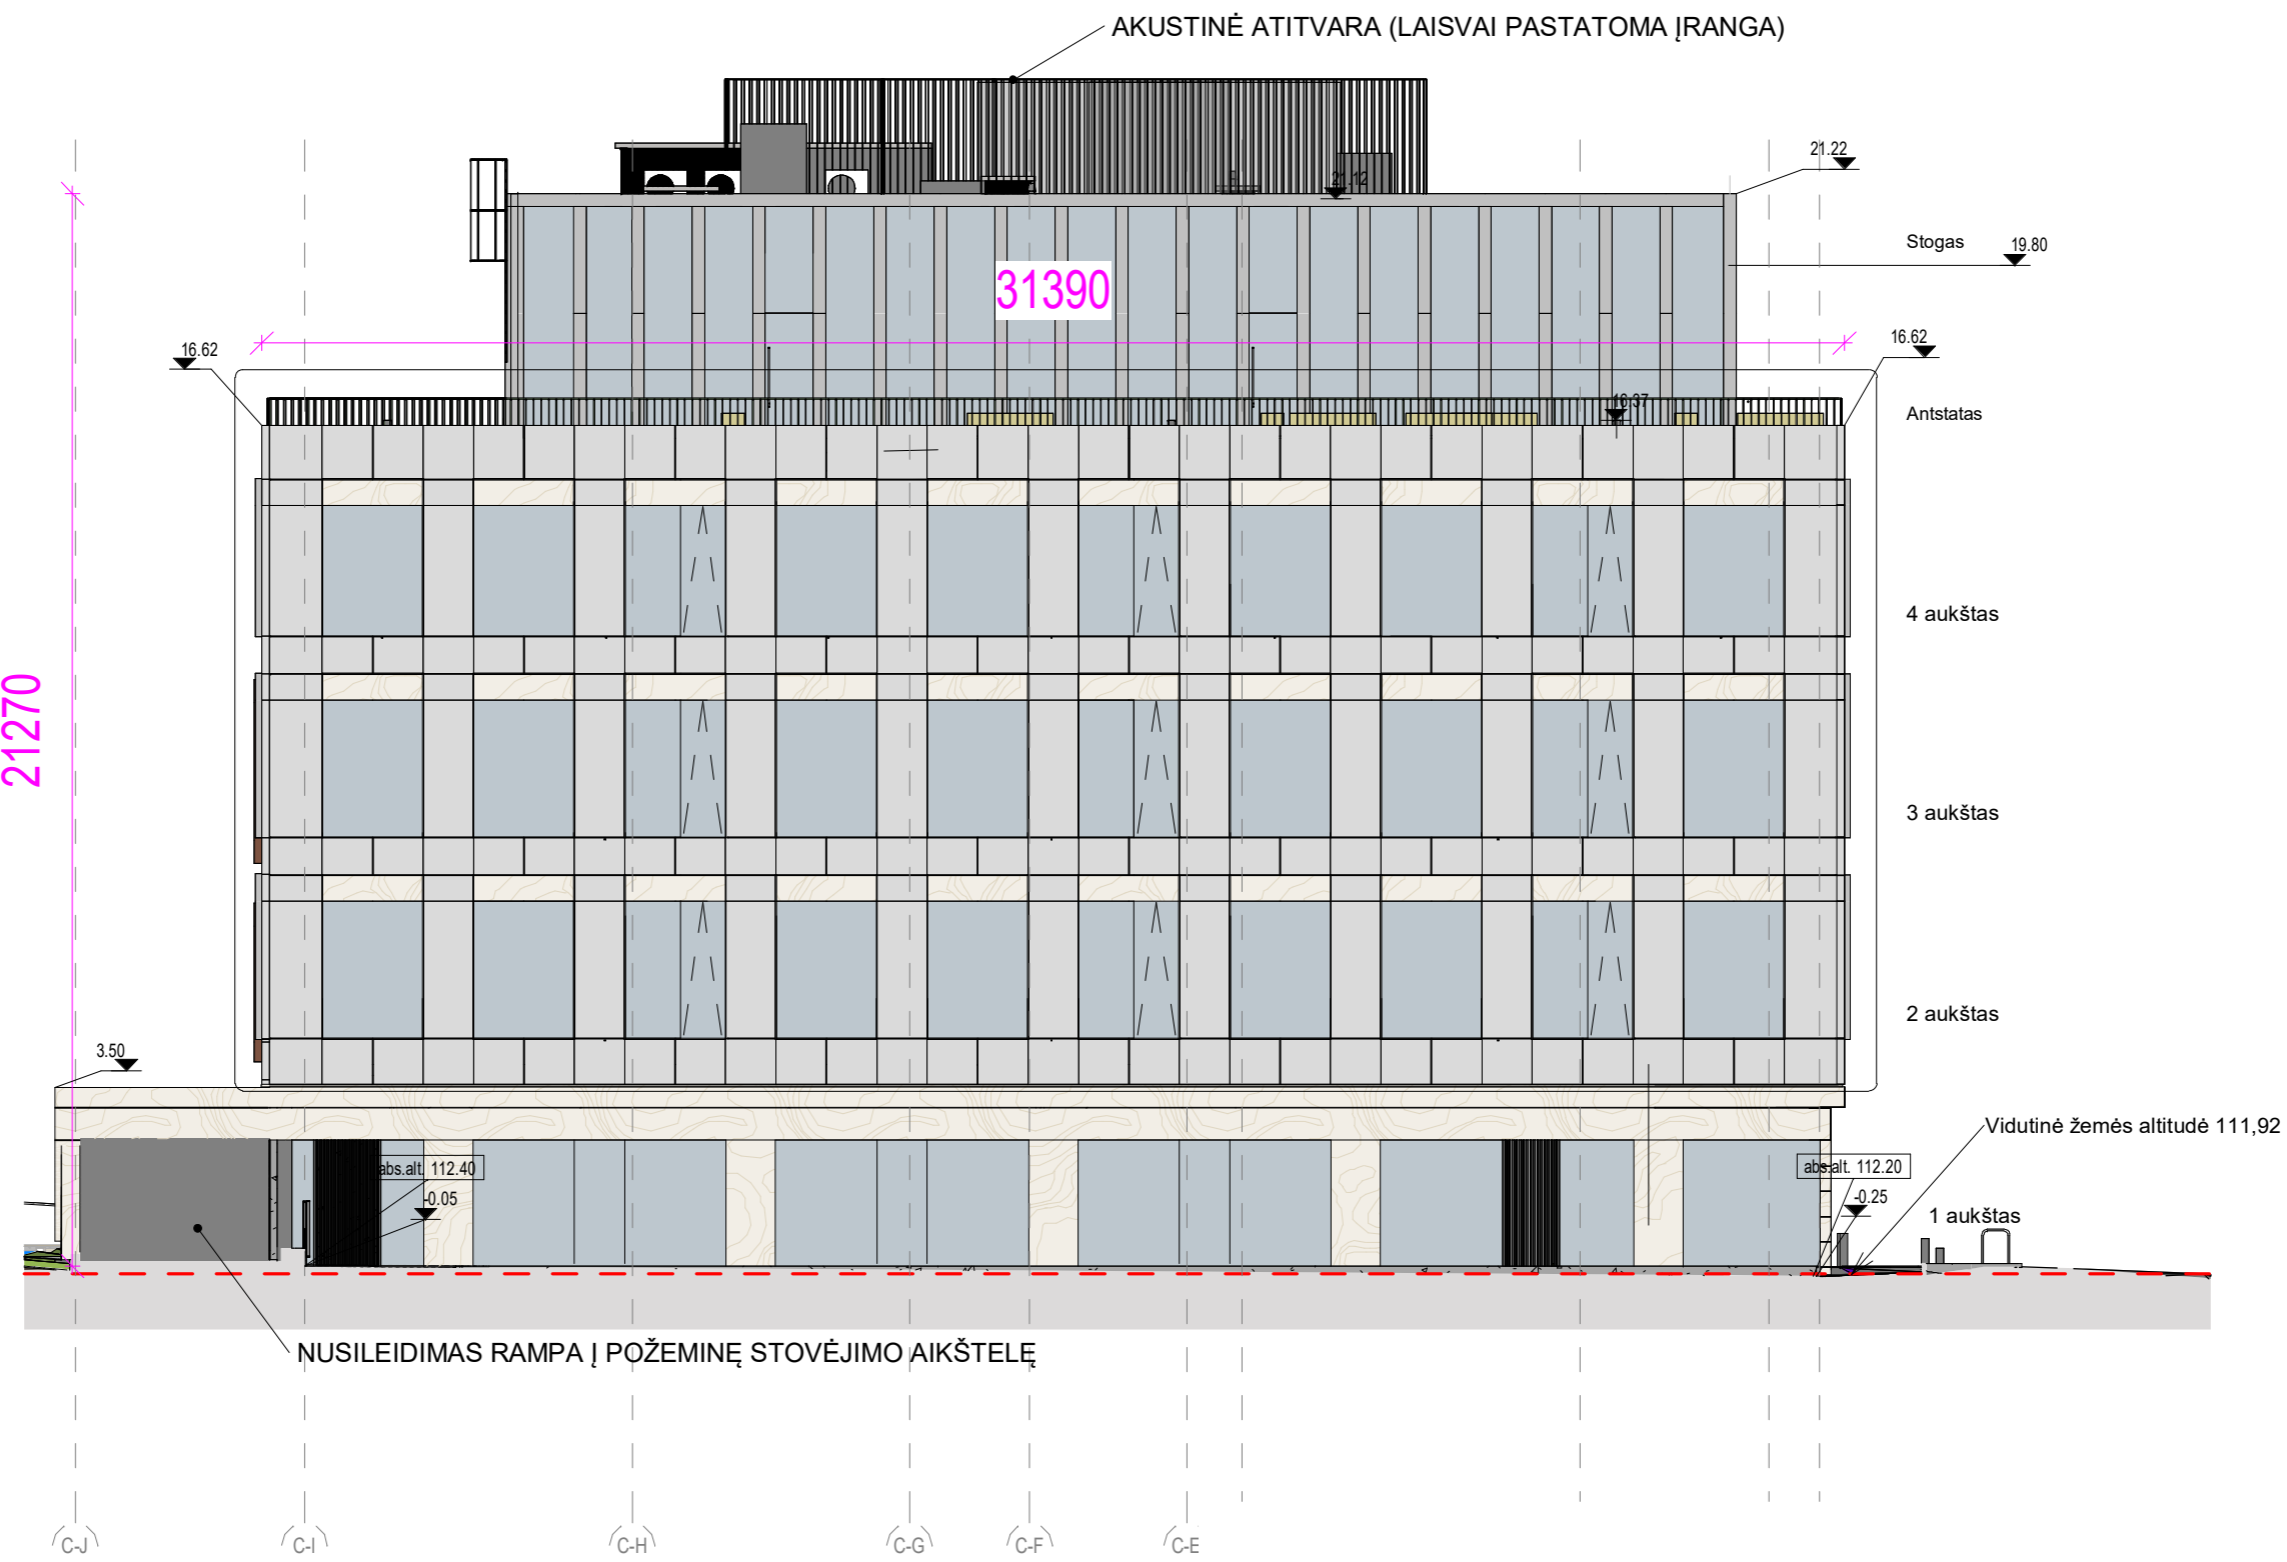 AKUSTINĖ ATITVARA (LAISVAI PASTATOMA ĮRANGA)
21.22
21.12
Stogas
19.80
31390
16.62
16.62
16.37
Antstatas
4 aukštas
21270
3 aukštas
2 aukštas
3.50
Vidutinė žemės altitudė 111,92
abs.alt. 112.40
abs.alt. 112.20
-0.05
-0.25
1 aukštas
NUSILEIDIMAS RAMPA Į POŽEMINĘ STOVĖJIMO AIKŠTELĘ
C-J
C-I
C-H
C-G
C-F
C-E